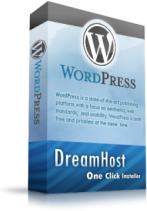 W
WORDPRESS
WordPress is a state-of-the-art publishing
platform with a focus on aesthetics, web
standards, and usability. WordPress is both
free and priceless at the same time.
DreamHost
One Click Installer